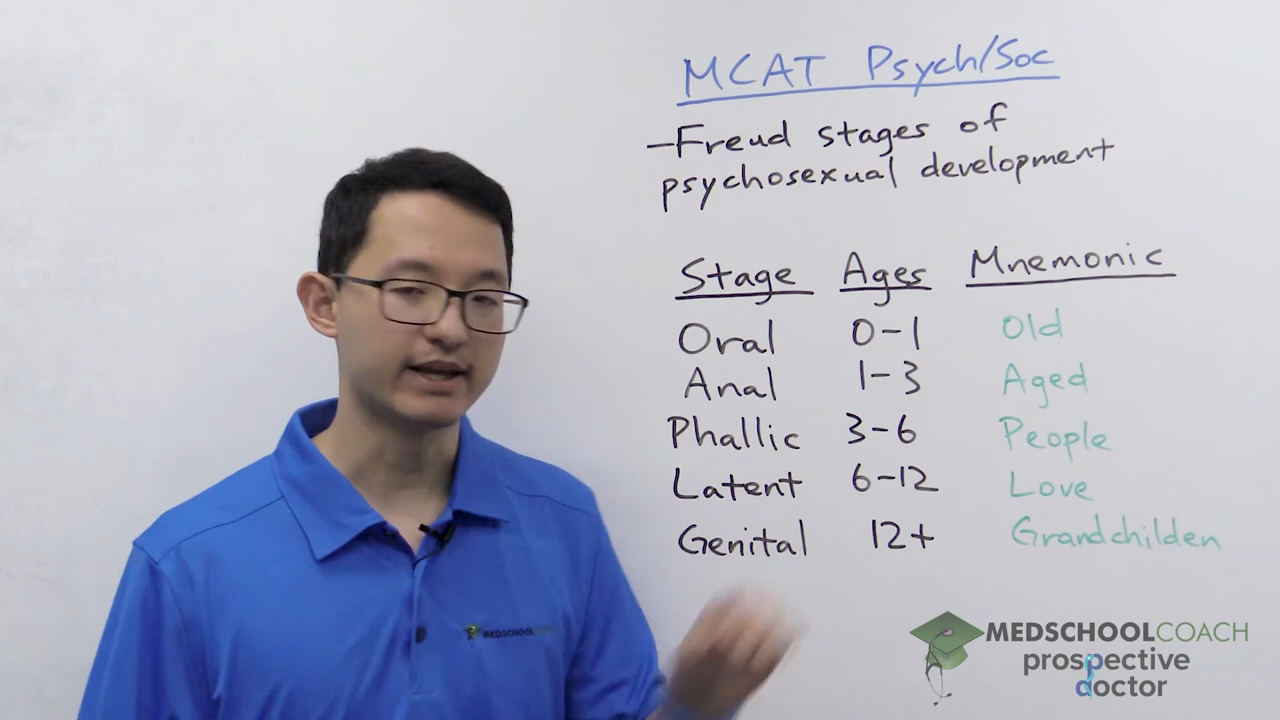 MCAT Psych/Soc
-Freud stages of
psychosexual development
Stage Ages Mnemonic
Oral 0-1 Old
Anal 1-3 Aged
Phallic 3-6 People
Latent 6-12 Love
Genital 12+ Grandchilden
MEDSCHOOLCOACH
MEDSCHOOLCOACH
prospective
doctor